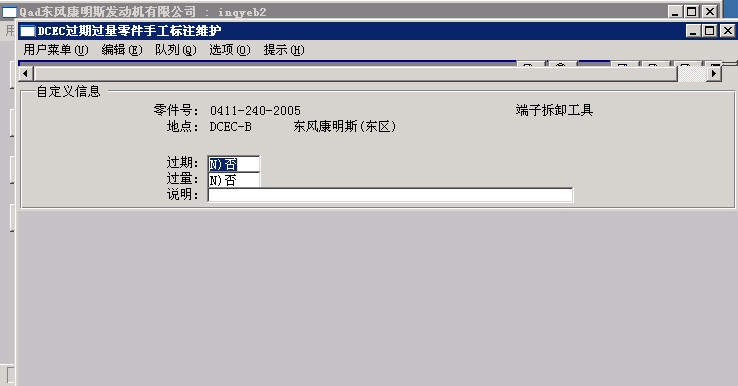 Qad东风康明斯发动机有限公司 : ingyeb2
DCEC过期过量零件手工标注维护
用户菜单(U) 编辑(E) 队列(Q) 选项(O) 提示(H)
自定义信息
零件号: 0411-240-2005 端子拆卸工具
地点: DCEC-B 东风康明斯(东区)
过期: N)否
过量: N)否
说明: